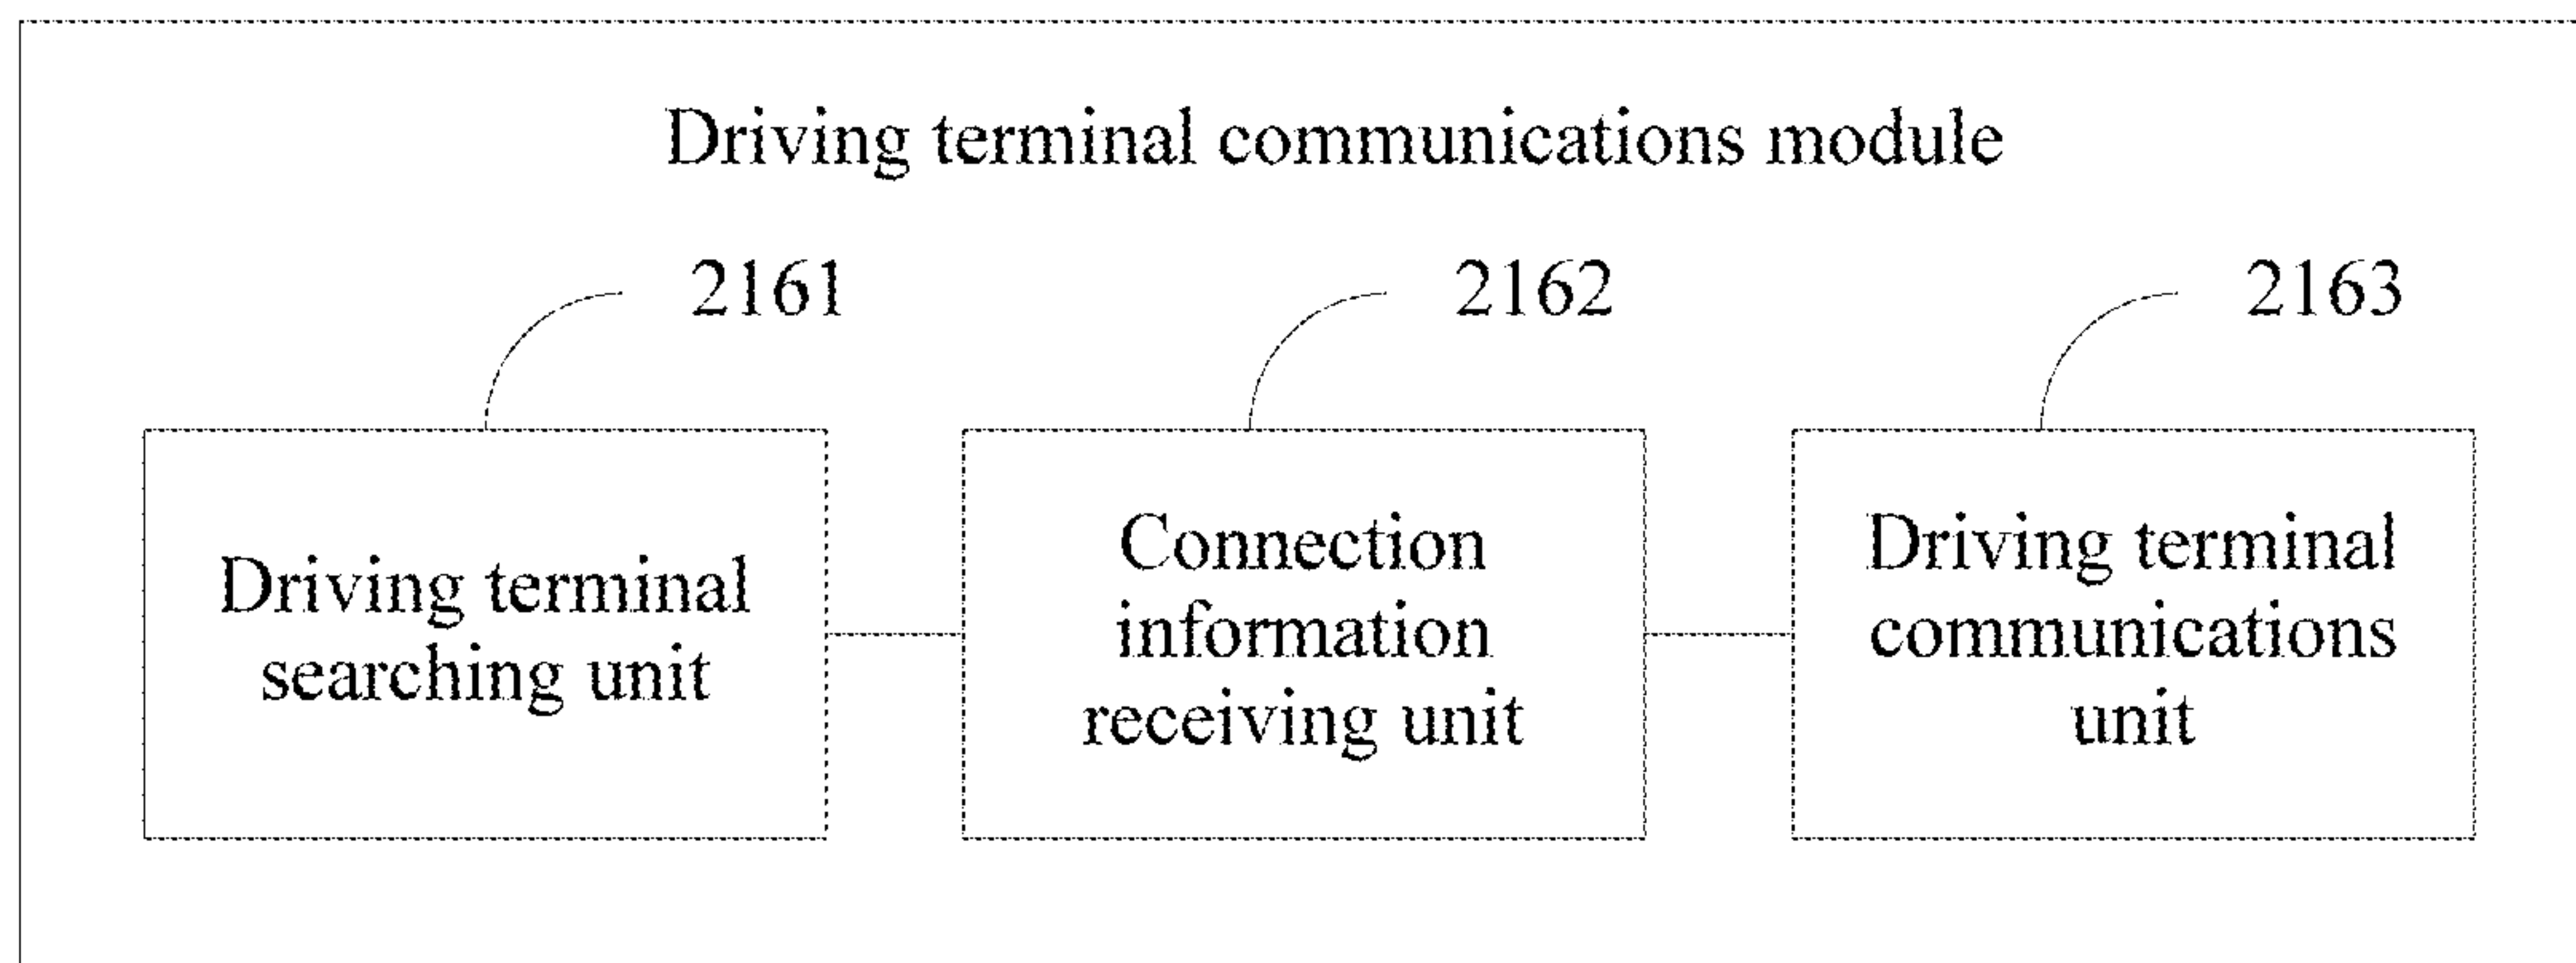 Driving terminal communications module
2161
2162
2163
Driving terminal
searching unit
Connection
information
receiving unit
Driving terminal
communications
unit